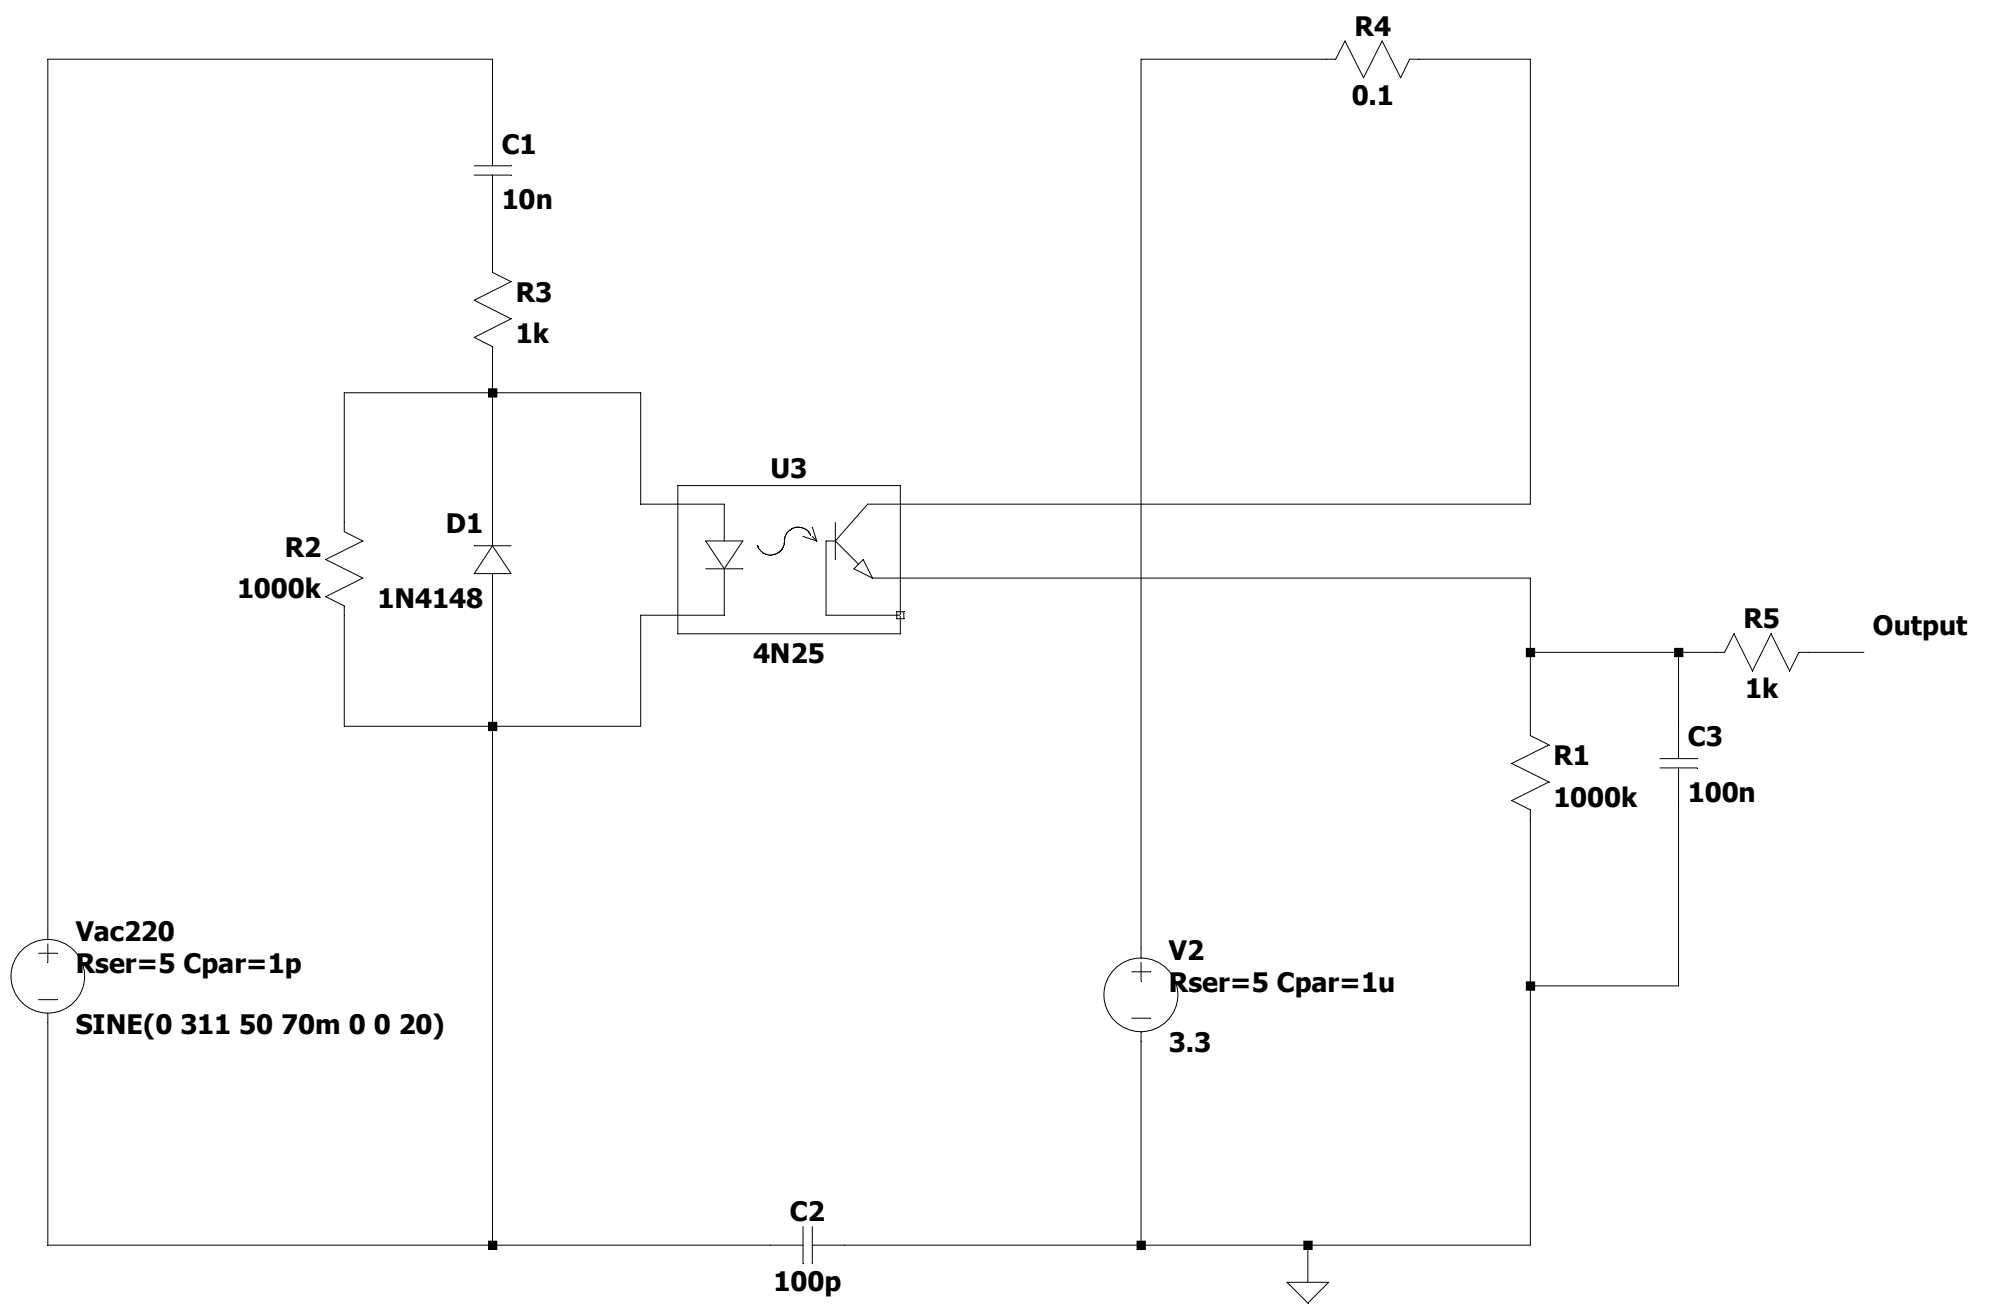 R4
0.1
C1
10n
R3
1k
U3
D1
R2
1000k
1N4148
4N25
R5
Output
1k
C3
R1
100n
1000k
Vac220
Rser=5 Cpar=1p
SINE(0 311 50 70m 0 0 20)
V2
Rser=5 Cpar=1u
3.3
C2
100p